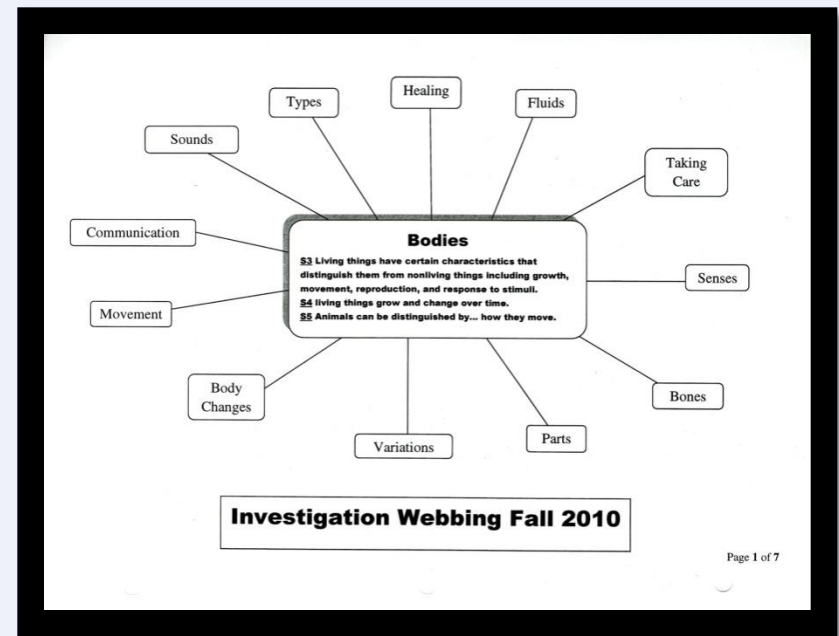 Healing
Types
Fluids
Sounds
Taking
Care
Communication
Bodies
S3 Living things have certain characteristics that
distinguish them from nonliving things including growth,
movement, reproduction, and response to stimuli.
S4 living things grow and change over time.
S5 Animals can be distinguished by... how they move.
Senses
Movement
Body
Changes
Bones
Variations
Parts
Investigation Webbing Fall 2010
Page 1 of 7